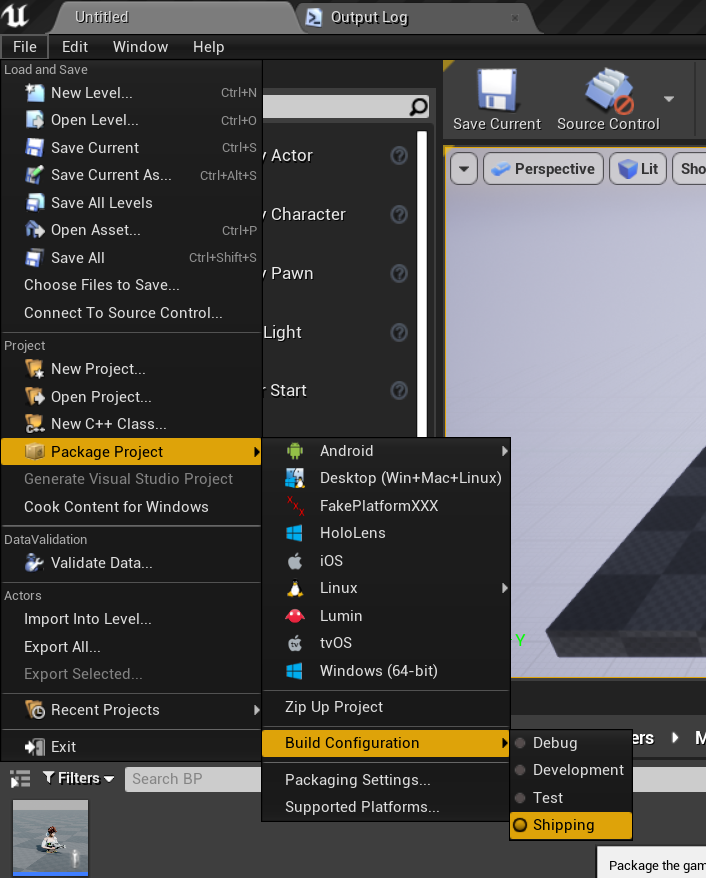 Untitled
Output Log
File Edit Window Help
Load and Save
New Level... Ctrl+N
Open Level... Ctrl+O
Save Current Ctrl+S
Save Current As... Ctrl+Alt+S
Save All Levels
Open Asset... Ctrl+P
Save All Ctrl+Shift+S
Choose Files to Save...
Connect To Source Control...
Project
New Project...
Open Project...
New C++ Class...
Package Project
Generate Visual Studio Project
Cook Content for Windows
DataValidation
Validate Data...
Actors
Import Into Level...
Export All...
Export Selected...
Recent Projects
Exit
y Actor
y Character
y Pawn
Light
r Start
Save Current
Source Control
Perspective
Lit
Sho
Android
Desktop (Win+Mac+Linux)
XXX FakePlatformXXX
HoloLens
iOS
Linux
Lumin
tv tvOS
Windows (64-bit)
Zip Up Project
Build Configuration
Packaging Settings...
Supported Platforms...
Debug
Development
Test
Shipping
Y
ers
M
Filters
Search BP
Package the gam